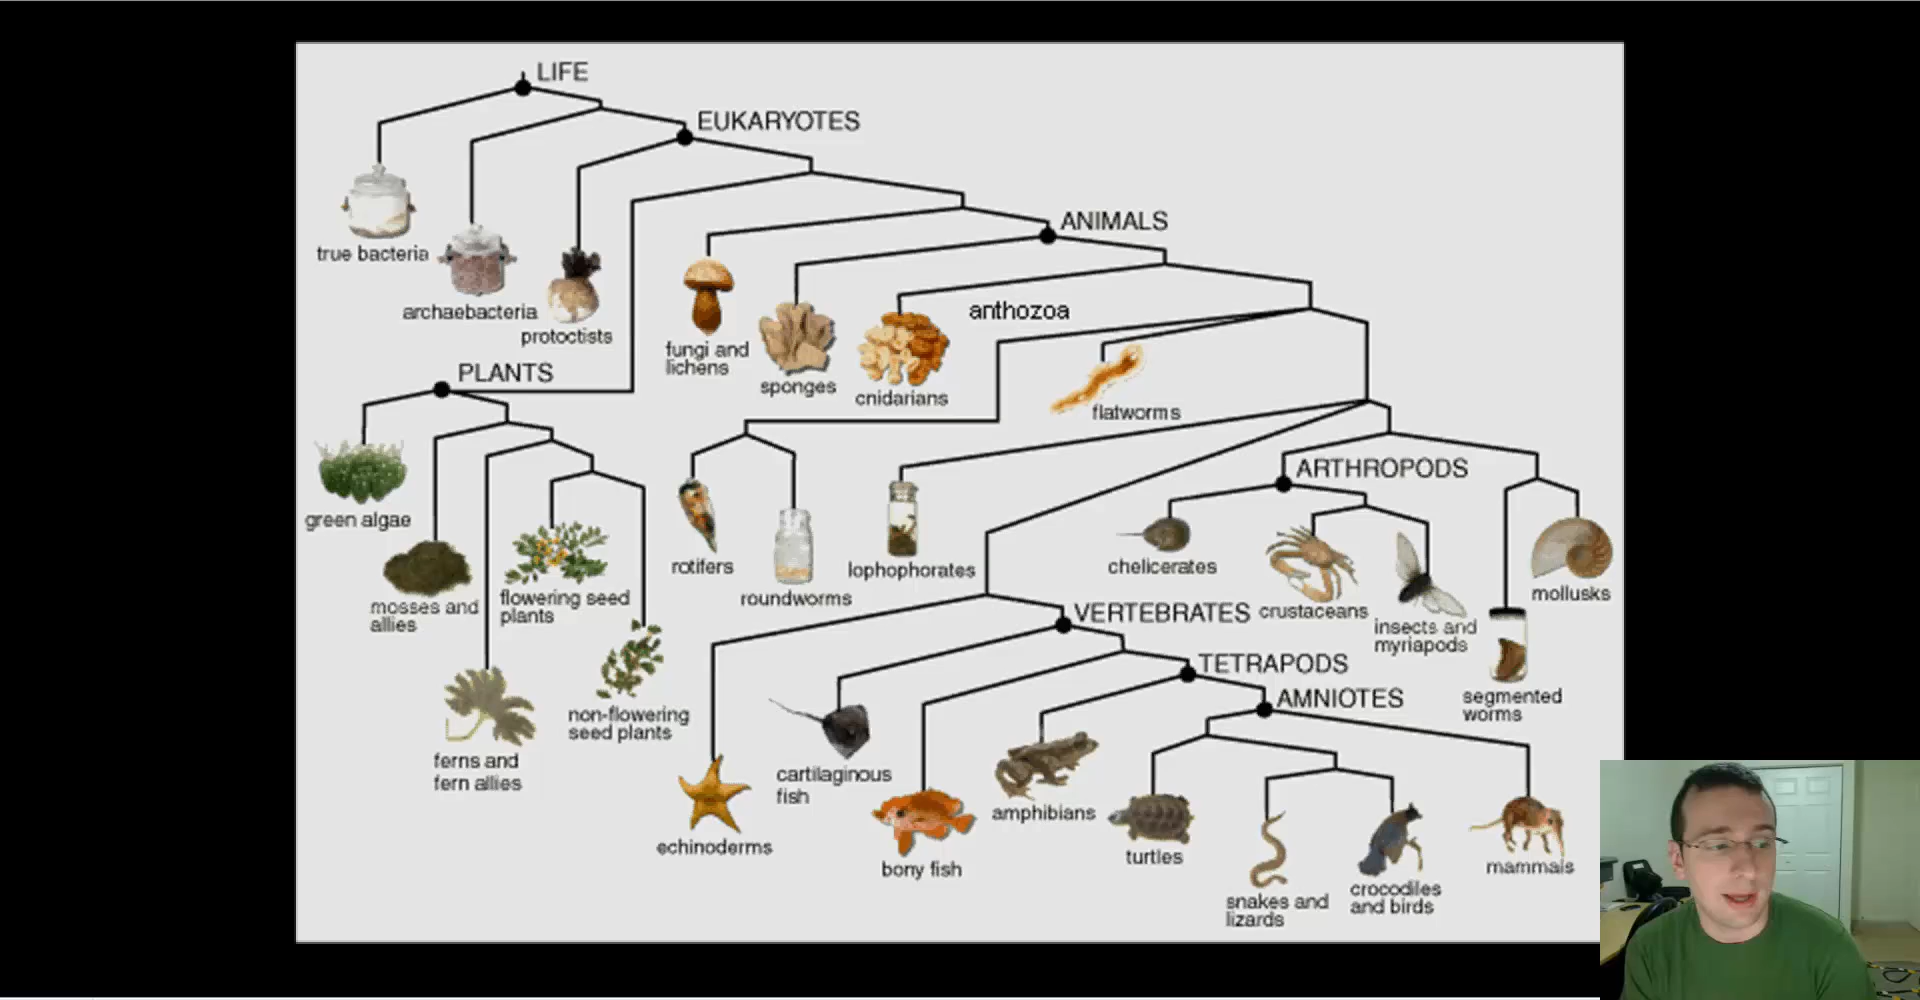 LIFE
EUKARYOTES
ANIMALS
true bacteria
archaebacteria
protoctists
fungi and
lichens
sponges
anthozoa
cnidarians
flatworms
PLANTS
green algae
mosses and
allies
flowering seed
plants
ferns and
fern allies
non-flowering
seed plants
rotifers
roundworms
lophophorates
ARTHROPODS
chelicerates
crustaceans
insects and
myriapods
segmented
worms
mollusks
VERTEBRATES
TETRAPODS
AMNIOTES
echinoderms
cartilaginous
fish
bony fish
amphibians
turtles
snakes and
lizards
crocodiles
and birds
mammals